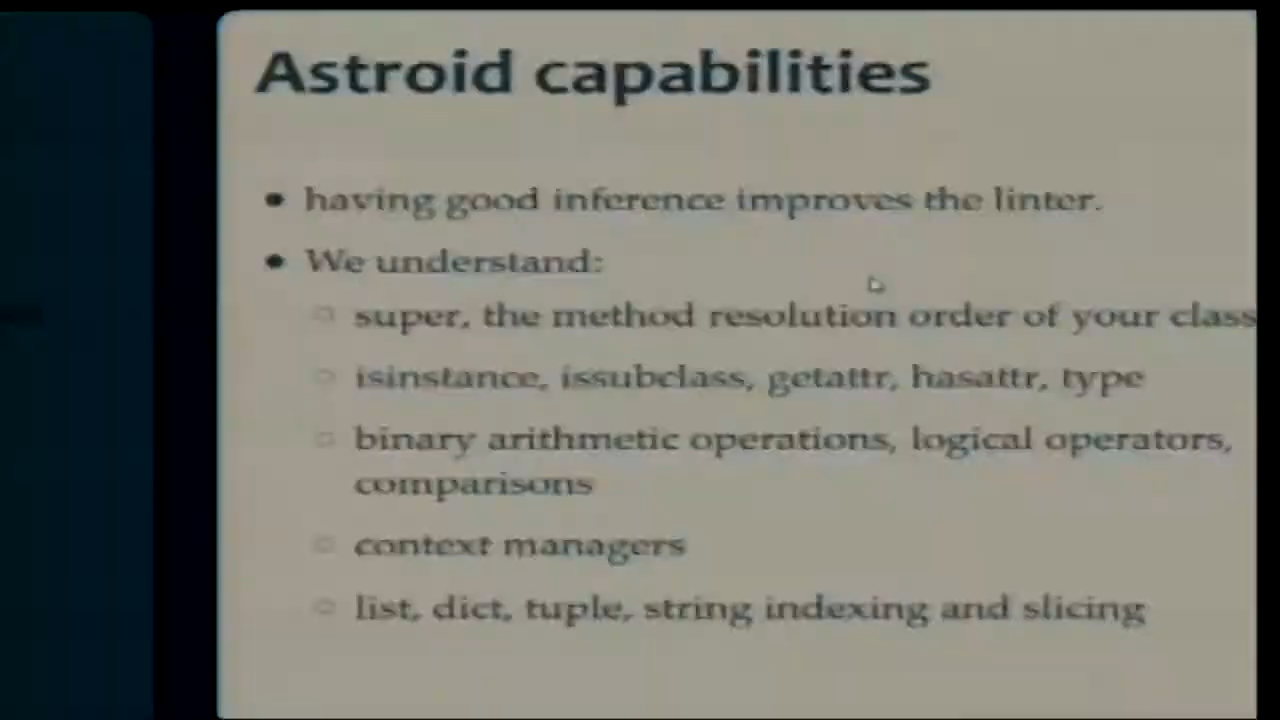 Astroid capabilities
having good inference improves the linter.
We understand:
super, the method resolution order of your class
isinstance, issubclass, getattr, hasattr, type
binary arithmetic operations, logical operators,
comparisons
context managers
list, dict, tuple, string indexing and slicing